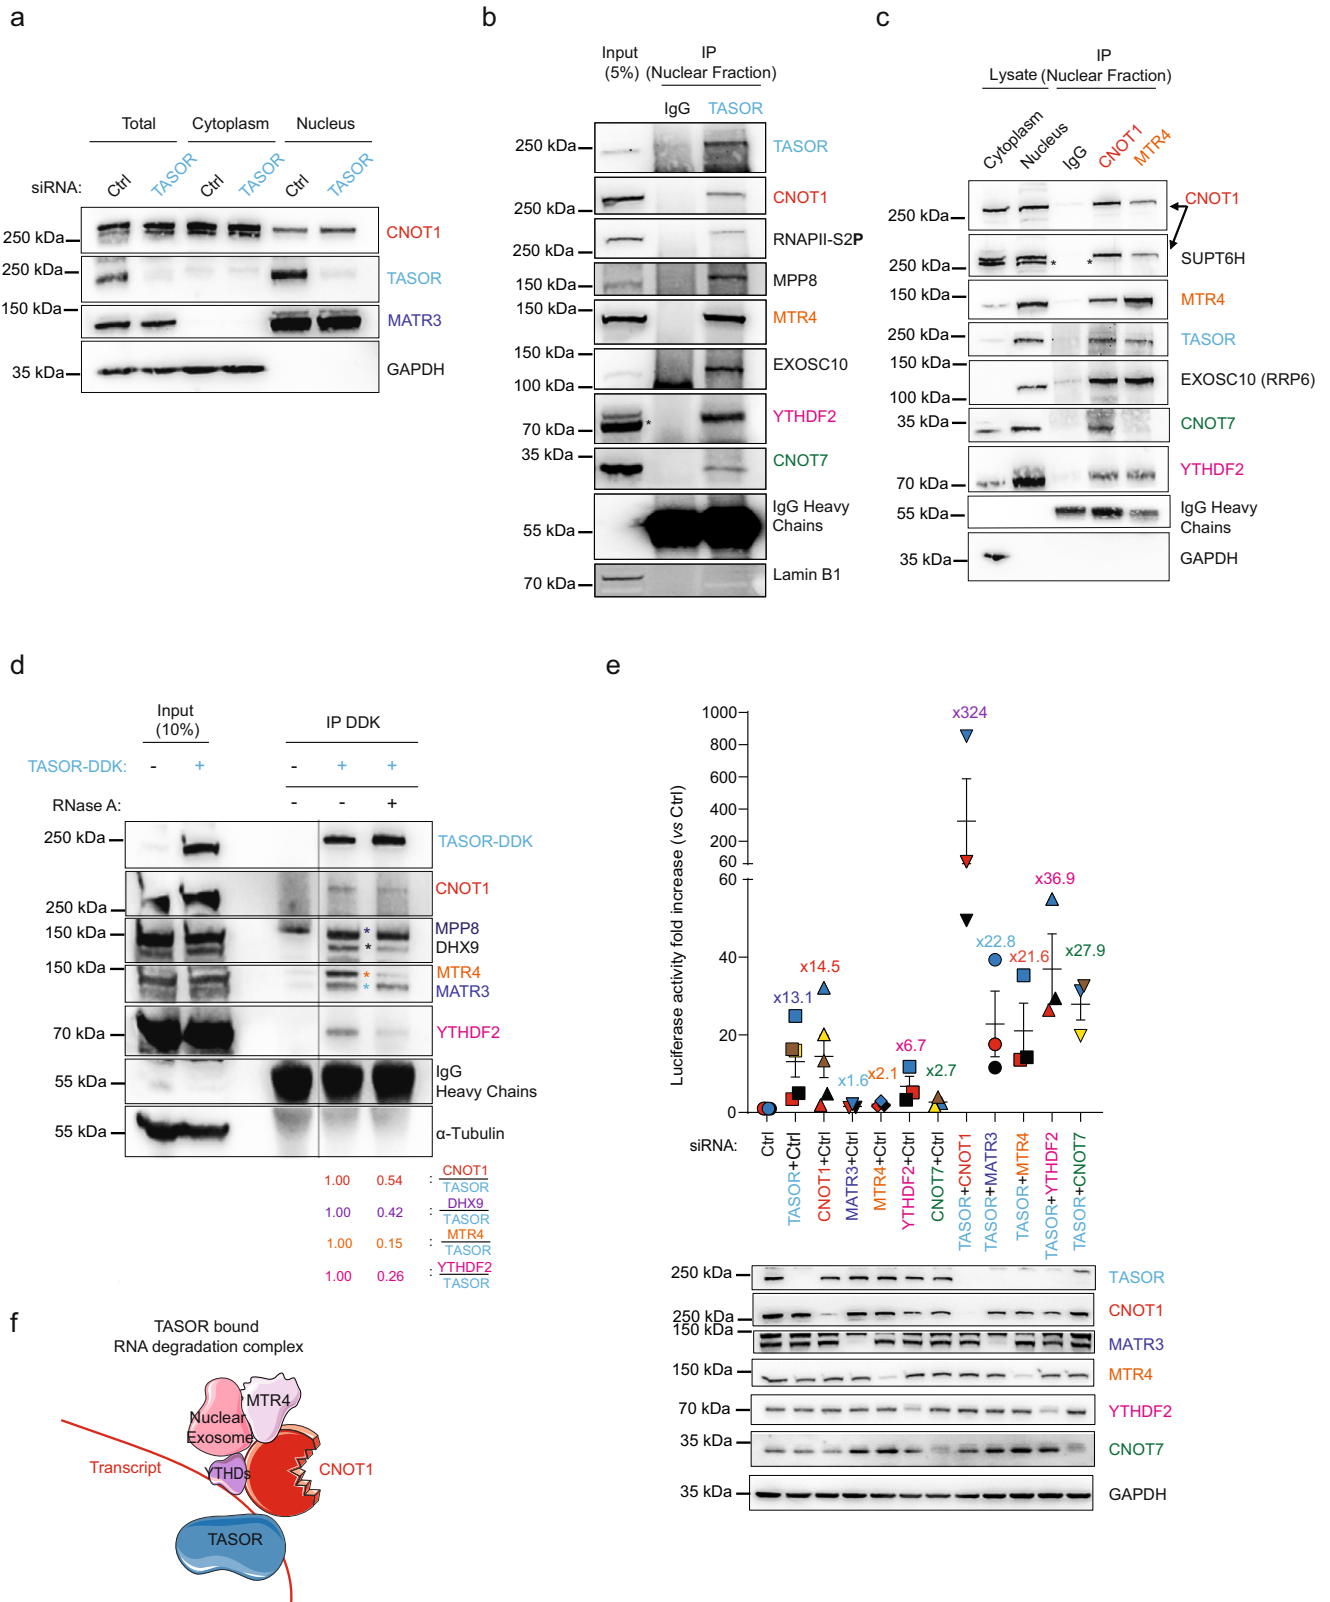 a
Total Cytoplasm Nucleus
siRNA: Ctrl TASOR Ctrl TASOR Ctrl TASOR
250 kDa CNOT1
250 kDa TASOR
150 kDa MATR3
35 kDa GAPDH
b
Input (5%) IP (Nuclear Fraction)
IgG TASOR
250 kDa TASOR
250 kDa CNOT1
250 kDa RNAPII-S2P
150 kDa MPP8
150 kDa MTR4
150 kDa
100 kDa EXOSC10
70 kDa * YTHDF2
35 kDa CNOT7
55 kDa IgG Heavy Chains
70 kDa Lamin B1
c
Lysate IP (Nuclear Fraction)
Cytoplasm Nucleus IgG CNOT1 MTR4
250 kDa CNOT1
250 kDa * * SUPT6H
150 kDa MTR4
250 kDa TASOR
150 kDa
100 kDa EXOSC10 (RRP6)
35 kDa CNOT7
70 kDa YTHDF2
55 kDa IgG Heavy Chains
35 kDa GAPDH
d
Input (10%) IP DDK
TASOR-DDK: - + - + +
RNase A: - - +
250 kDa TASOR-DDK
250 kDa CNOT1
150 kDa * MPP8
* DHX9
150 kDa * MTR4
* MATR3
70 kDa YTHDF2
55 kDa IgG Heavy Chains
55 kDa α-Tubulin
1.00 0.54 : CNOT1 TASOR
1.00 0.42 : DHX9 TASOR
1.00 0.15 : MTR4 TASOR
1.00 0.26 : YTHDF2 TASOR
e
Luciferase activity fold increase (vs Ctrl)
1000
800
600
400
200
60
60
40
20
0
x13.1 x14.5 x1.6 x2.1 x6.7 x2.7 x324 x22.8 x21.6 x36.9 x27.9
siRNA: Ctrl TASOR+Ctrl CNOT1+Ctrl MATR3+Ctrl MTR4+Ctrl YTHDF2+Ctrl CNOT7+Ctrl TASOR+CNOT1 TASOR+MATR3 TASOR+MTR4 TASOR+YTHDF2 TASOR+CNOT7
250 kDa TASOR
250 kDa CNOT1
150 kDa MATR3
150 kDa MTR4
70 kDa YTHDF2
35 kDa CNOT7
35 kDa GAPDH
f
TASOR bound
RNA degradation complex
MTR4
Nuclear
Exosome
YTHDs
CNOT1
Transcript
TASOR